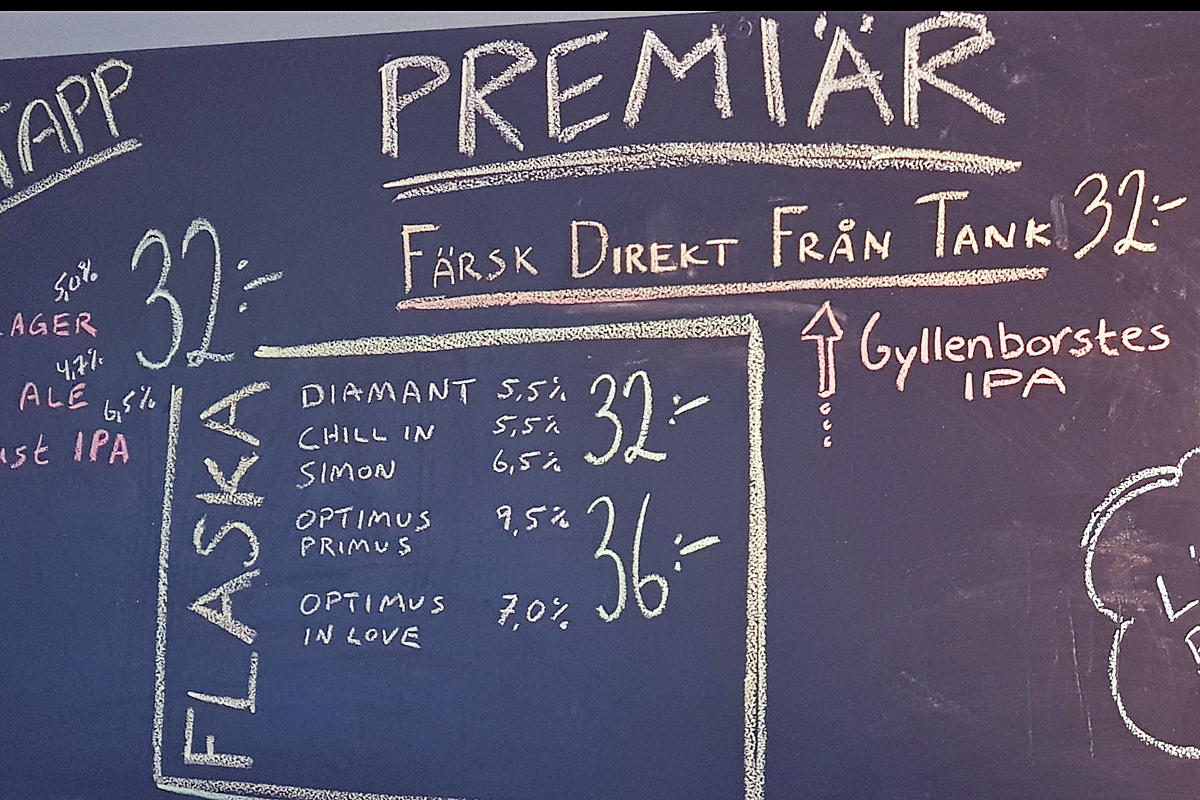 TAPP
32:-
5,0%
LAGER
4,7%
ALE 6,5%
IPA
PREMIÄR
FÄRSK DIREKT FRÅN TANK 32:-
Gyllenborstes
IPA
FLASKA
DIAMANT 5,5% 32:-
CHILL IN 5,5%
SIMON 6,5%
OPTIMUS 9,5% 36:-
PRIMUS
OPTIMUS 7,0%
IN LOVE